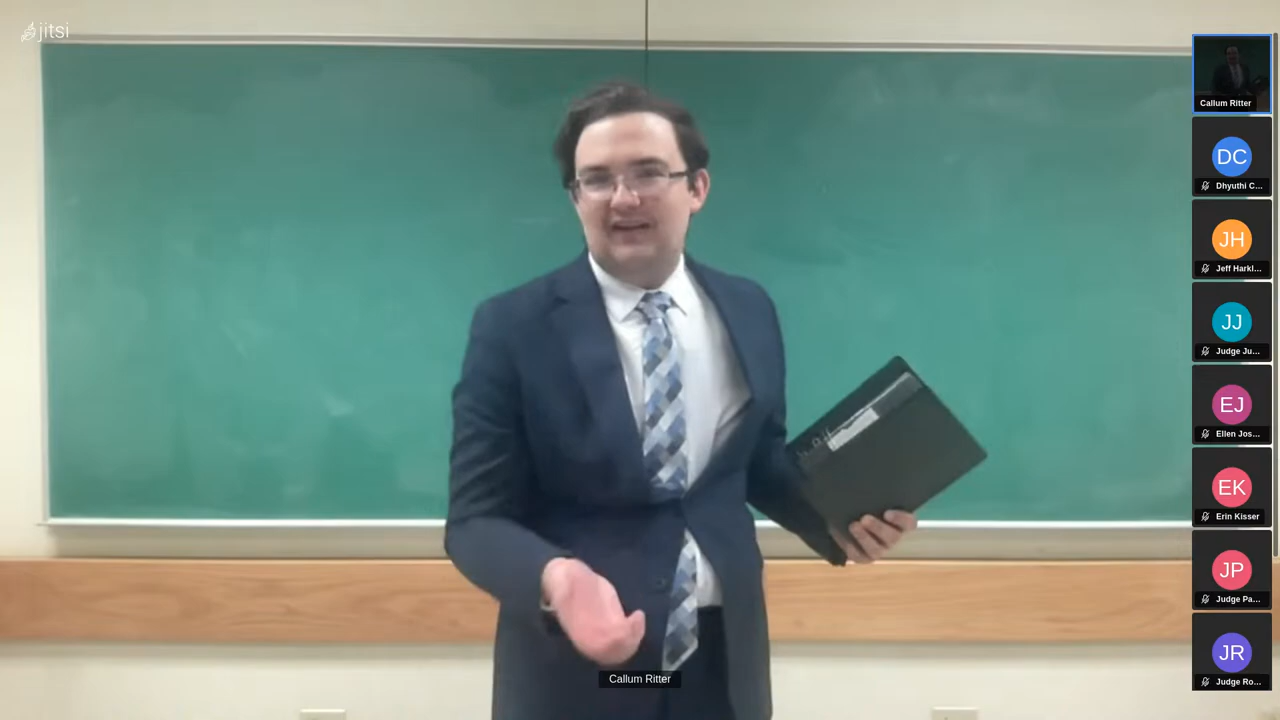 jitsi
Callum Ritter
DC
Dhyuthi C...
JH
Jeff Harkl...
JJ
Judge Ju...
EJ
Ellen Jos...
EK
Erin Kisser
JP
Judge Pa...
JR
Judge Ro...
Callum Ritter